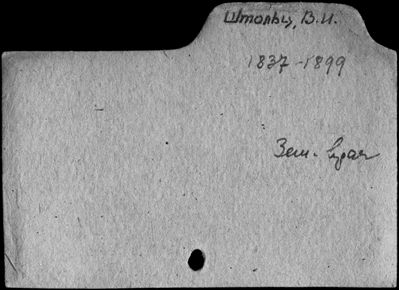 Штольц, В.И.
1837-1899
Зем. врач